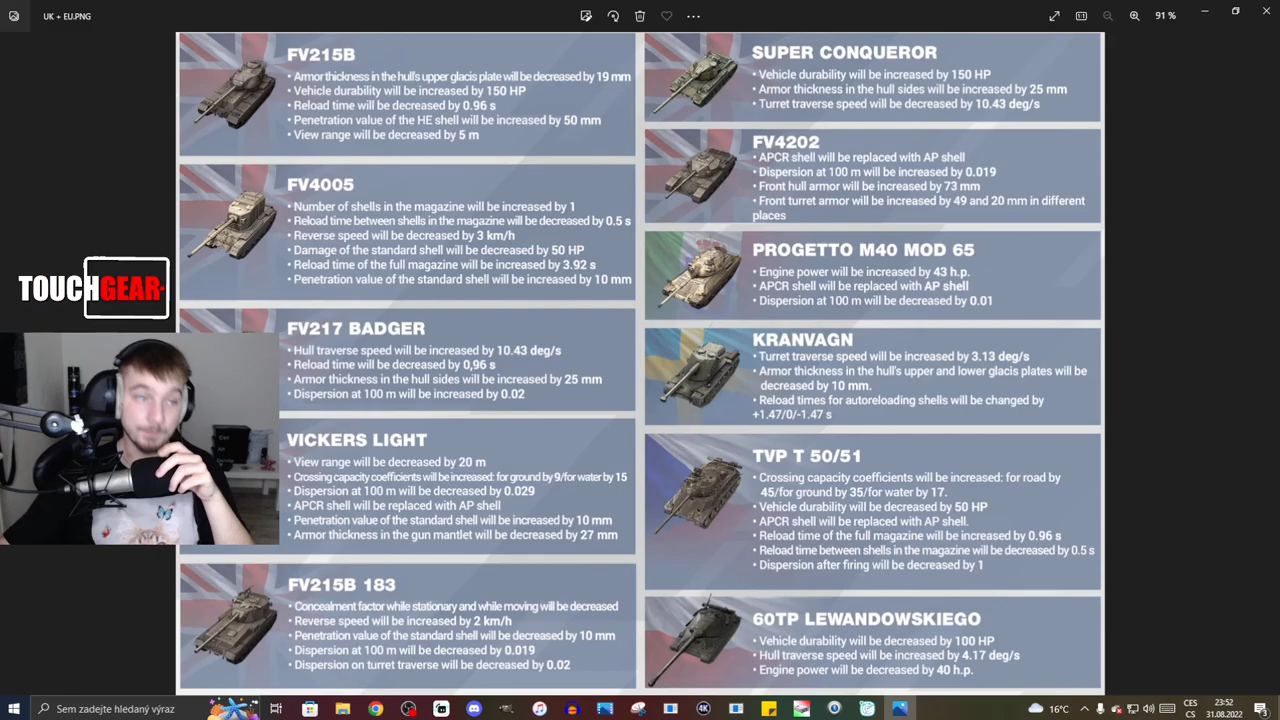 UK + EU.PNG
91 %
FV215B
• Armor thickness in the hull's upper glacis plate will be decreased by 19 mm
• Vehicle durability will be increased by 150 HP
• Reload time will be decreased by 0.96 s
• Penetration value of the HE shell will be increased by 50 mm
• View range will be decreased by 5 m
FV4005
• Number of shells in the magazine will be increased by 1
• Reload time between shells in the magazine will be decreased by 0.5 s
• Reverse speed will be decreased by 3 km/h
• Damage of the standard shell will be decreased by 50 HP
• Reload time of the full magazine will be increased by 3.92 s
• Penetration value of the standard shell will be increased by 10 mm
TOUCHGEAR
FV217 BADGER
• Hull traverse speed will be increased by 10.43 deg/s
• Reload time will be decreased by 0,96 s
• Armor thickness in the hull sides will be increased by 25 mm
• Dispersion at 100 m will be increased by 0.02
VICKERS LIGHT
• View range will be decreased by 20 m
• Crossing capacity coefficients will be increased: for ground by 9/for water by 15
• Dispersion at 100 m will be decreased by 0.029
• APCR shell will be replaced with AP shell
• Penetration value of the standard shell will be increased by 10 mm
• Armor thickness in the gun mantlet will be decreased by 27 mm
FV215B 183
• Concealment factor while stationary and while moving will be decreased
• Reverse speed will be increased by 2 km/h
• Penetration value of the standard shell will be decreased by 10 mm
• Dispersion at 100 m will be decreased by 0.019
• Dispersion on turret traverse will be decreased by 0.02
SUPER CONQUEROR
• Vehicle durability will be increased by 150 HP
• Armor thickness in the hull sides will be increased by 25 mm
• Turret traverse speed will be decreased by 10.43 deg/s
FV4202
• APCR shell will be replaced with AP shell
• Dispersion at 100 m will be increased by 0.019
• Front hull armor will be increased by 73 mm
• Front turret armor will be increased by 49 and 20 mm in different
places
PROGETTO M40 MOD 65
• Engine power will be increased by 43 h.p.
• APCR shell will be replaced with AP shell
• Dispersion at 100 m will be decreased by 0.01
KRANVAGN
• Turret traverse speed will be increased by 3.13 deg/s
• Armor thickness in the hull's upper and lower glacis plates will be
decreased by 10 mm.
• Reload times for autoreloading shells will be changed by
+1.47/0/-1.47 s
TVP T 50/51
• Crossing capacity coefficients will be increased: for road by
45/for ground by 35/for water by 17.
• Vehicle durability will be decreased by 50 HP
• APCR shell will be replaced with AP shell.
• Reload time of the full magazine will be increased by 0.96 s
• Reload time between shells in the magazine will be decreased by 0.5 s
• Dispersion after firing will be decreased by 1
60TP LEWANDOWSKIEGO
• Vehicle durability will be decreased by 100 HP
• Hull traverse speed will be increased by 4.17 deg/s
• Engine power will be decreased by 40 h.p.
Sem zadejte hledaný výraz
16°C
CES
CS
23:52
31.08.2022